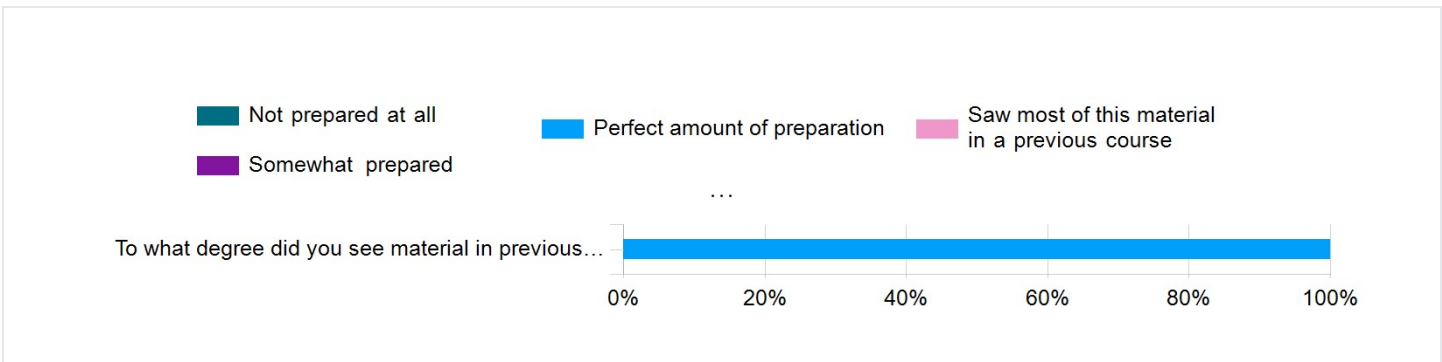 Not prepared at all
Somewhat prepared
Perfect amount of preparation
Saw most of this material
in a previous course
...
To what degree did you see material in previous...
0% 20% 40% 60% 80% 100%